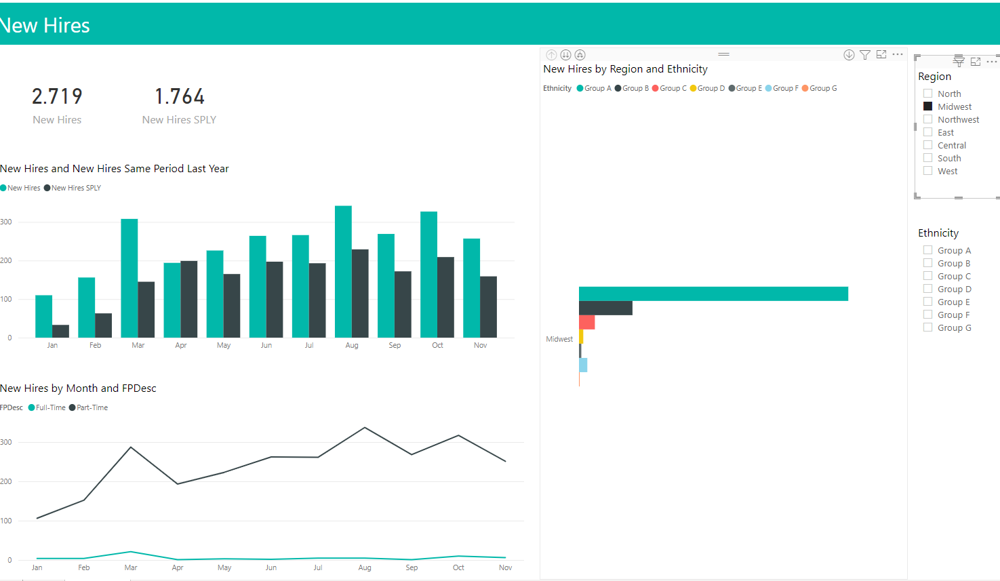 New Hires
2.719
New Hires
1.764
New Hires SPLY
New Hires and New Hires Same Period Last Year
New Hires New Hires SPLY
300
200
100
0
Jan Feb Mar Apr May Jun Jul Aug Sep Oct Nov
New Hires by Month and FPDesc
FPDesc Full-Time Part-Time
300
200
100
0
Jan Feb Mar Apr May Jun Jul Aug Sep Oct Nov
New Hires by Region and Ethnicity
Ethnicity Group A Group B Group C Group D Group E Group F Group G
Midwest
Region
North
Midwest
Northwest
East
Central
South
West
Ethnicity
Group A
Group B
Group C
Group D
Group E
Group F
Group G